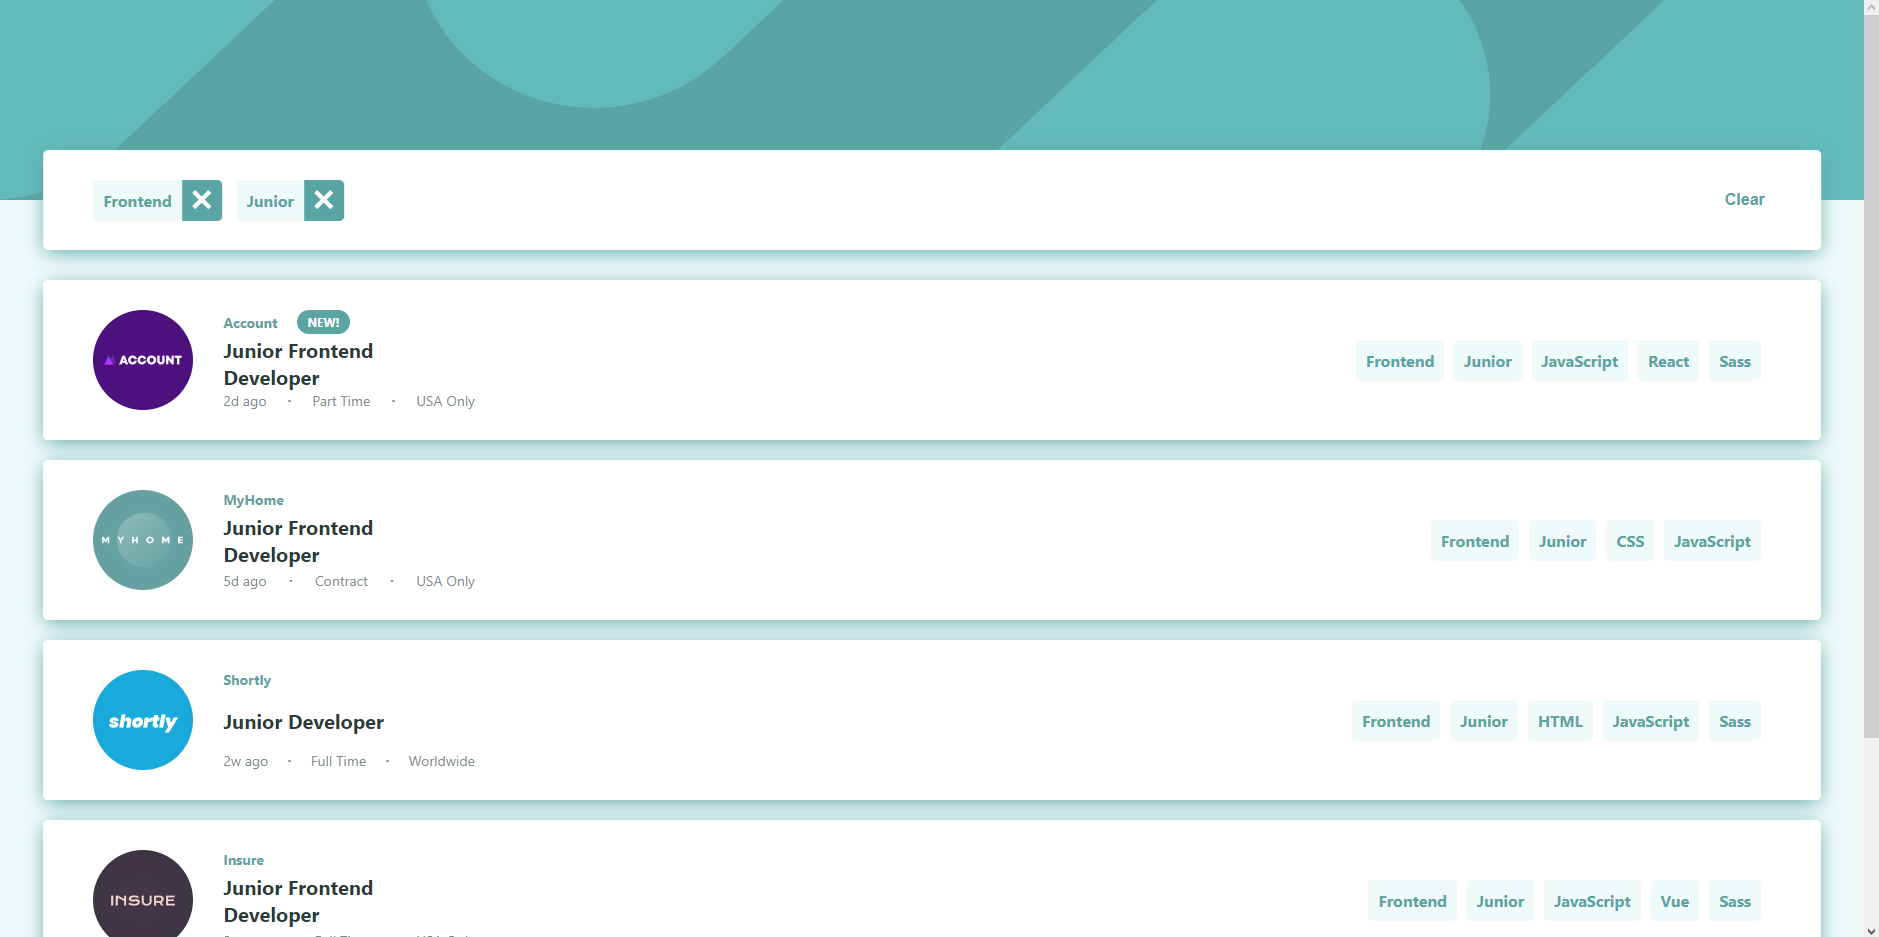 Frontend Junior Clear
ACCOUNT
Account NEW!
Junior Frontend
Developer
2d ago · Part Time · USA Only
Frontend Junior JavaScript React Sass
MYHOME
MyHome
Junior Frontend
Developer
5d ago · Contract · USA Only
Frontend Junior CSS JavaScript
shortly
Shortly
Junior Developer
2w ago · Full Time · Worldwide
Frontend Junior HTML JavaScript Sass
INSURE
Insure
Junior Frontend
Developer
Frontend Junior JavaScript Vue Sass